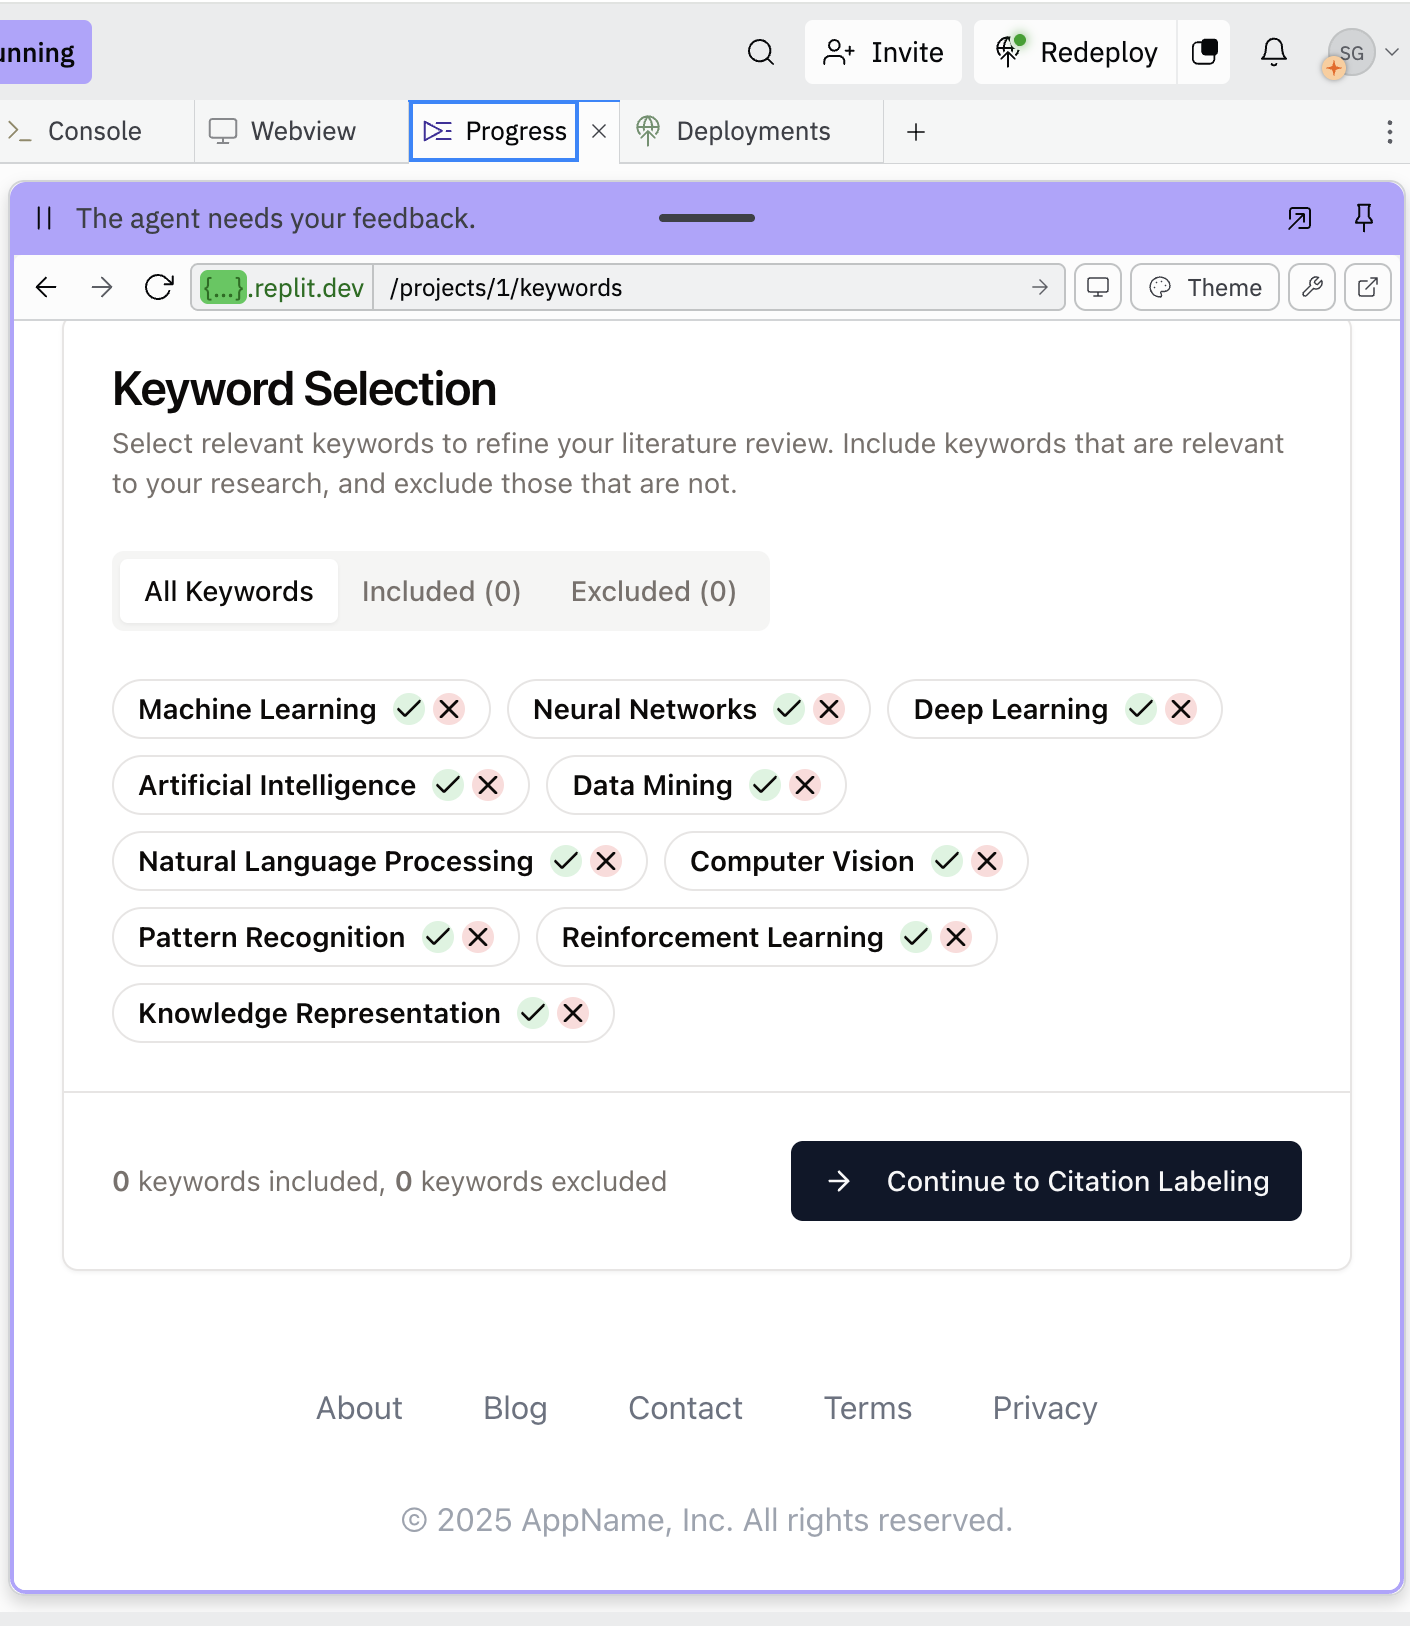 unning
Invite
Redeploy
SG
Console
Webview
Progress
Deployments
The agent needs your feedback.
{...}.replit.dev
/projects/1/keywords
Theme
Keyword Selection
Select relevant keywords to refine your literature review. Include keywords that are relevant
to your research, and exclude those that are not.
All Keywords
Included (0)
Excluded (0)
Machine Learning
Neural Networks
Deep Learning
Artificial Intelligence
Data Mining
Natural Language Processing
Computer Vision
Pattern Recognition
Reinforcement Learning
Knowledge Representation
0 keywords included, 0 keywords excluded
Continue to Citation Labeling
About
Blog
Contact
Terms
Privacy
© 2025 AppName, Inc. All rights reserved.